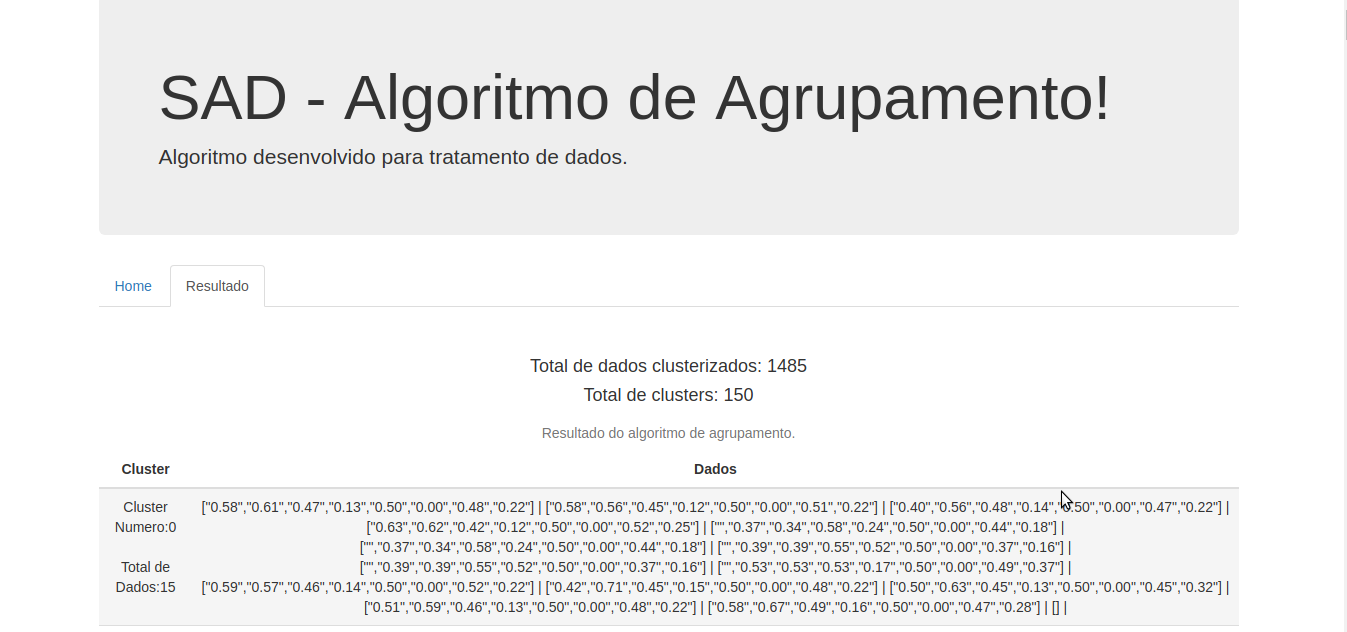 SAD - Algoritmo de Agrupamento!
Algoritmo desenvolvido para tratamento de dados.
Home Resultado
Total de dados clusterizados: 1485
Total de clusters: 150
Resultado do algoritmo de agrupamento.
Cluster Dados
Cluster
Numero:0
Total de
Dados:15
["0.58","0.61","0.47","0.13","0.50","0.00","0.48","0.22"] | ["0.58","0.56","0.45","0.12","0.50","0.00","0.51","0.22"] | ["0.40","0.56","0.48","0.14", "0.00","0.47","0.22"] |
["0.63","0.62","0.42","0.12","0.50","0.00","0.52","0.25"] | ["","0.37","0.34","0.58","0.24","0.50","0.00","0.44","0.18"] |
["","0.37","0.34","0.58","0.24","0.50","0.00","0.44","0.18"] | ["","0.39","0.39","0.55","0.52","0.50","0.00","0.37","0.16"] |
["","0.39","0.39","0.55","0.52","0.50","0.00","0.37","0.16"] | ["","0.53","0.53","0.53","0.17","0.50","0.00","0.49","0.37"] |
["0.59","0.57","0.46","0.14","0.50","0.00","0.52","0.22"] | ["0.42","0.71","0.45","0.15","0.50","0.00","0.48","0.22"] | ["0.50","0.63","0.45","0.13","0.50","0.00","0.45","0.32"] |
["0.51","0.59","0.46","0.13","0.50","0.00","0.48","0.22"] | ["0.58","0.67","0.49","0.16","0.50","0.00","0.47","0.28"] | [] |